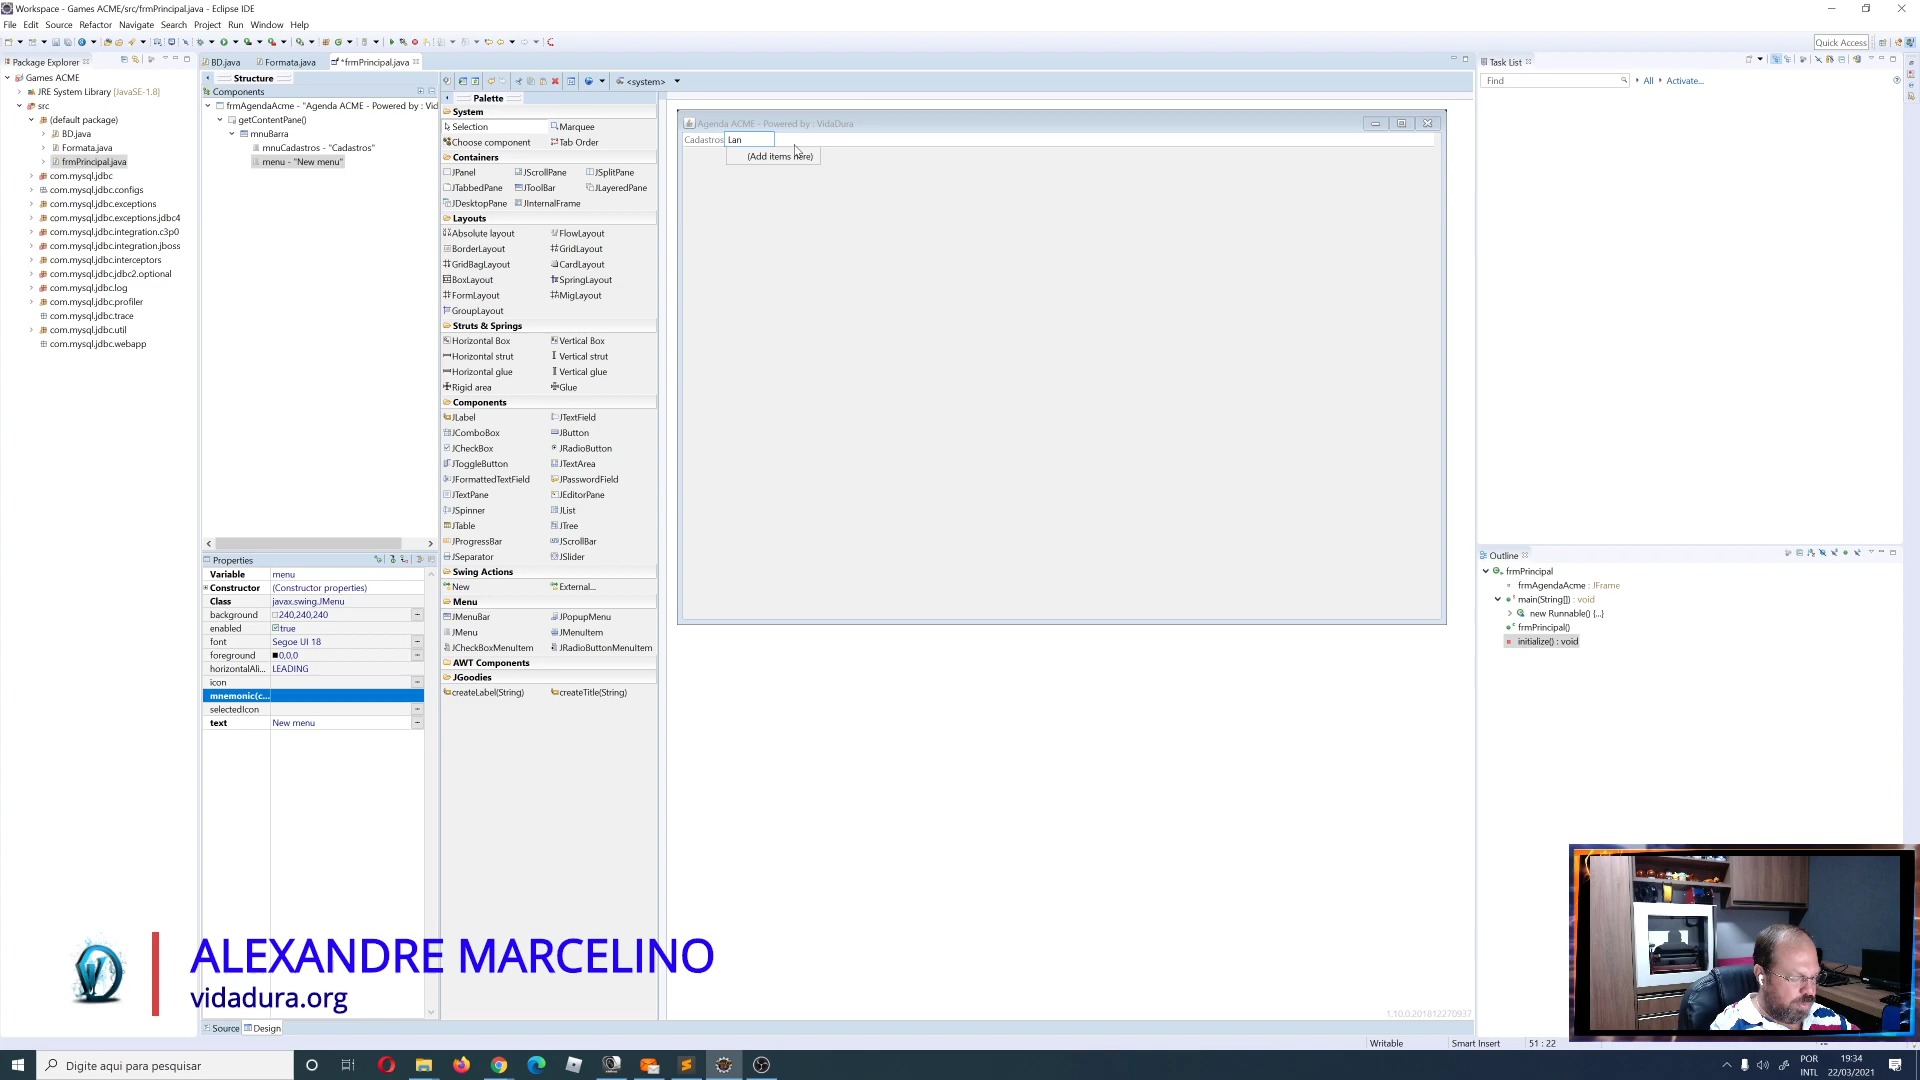 Workspace - Games ACME/src/frmPrincipal.java - Eclipse IDE
File Edit Source Refactor Navigate Search Project Run Window Help
Quick Access
Package Explorer
Games ACME
JRE System Library [JavaSE-1.8]
src
(default package)
BD.java
Formata.java
frmPrincipal.java
com.mysql.jdbc
com.mysql.jdbc.configs
com.mysql.jdbc.exceptions
com.mysql.jdbc.exceptions.jdbc4
com.mysql.jdbc.integration.c3p0
com.mysql.jdbc.integration.jboss
com.mysql.jdbc.interceptors
com.mysql.jdbc.jdbc2.optional
com.mysql.jdbc.log
com.mysql.jdbc.profiler
com.mysql.jdbc.trace
com.mysql.jdbc.util
com.mysql.jdbc.webapp
BD.java Formata.java *frmPrincipal.java
Structure
Components
frmAgendaAcme - "Agenda ACME - Powered by : Vid
getContentPane()
mnuBarra
mnuCadastros - "Cadastros"
menu - "New menu"
Properties
Variable menu
Constructor (Constructor properties)
Class javax.swing.JMenu
background 240,240,240
enabled true
font Segoe UI 18
foreground 0,0,0
horizontalAli... LEADING
icon
mnemonic(c...
selectedIcon
text New menu
Source Design
<system>
Palette
System
Selection Marquee
Choose component Tab Order
Containers
JPanel JScrollPane JSplitPane
JTabbedPane JToolBar JLayeredPane
JDesktopPane JInternalFrame
Layouts
Absolute layout FlowLayout
BorderLayout GridLayout
GridBagLayout CardLayout
BoxLayout SpringLayout
FormLayout MigLayout
GroupLayout
Struts & Springs
Horizontal Box Vertical Box
Horizontal strut Vertical strut
Horizontal glue Vertical glue
Rigid area Glue
Components
JLabel JTextField
JComboBox JButton
JCheckBox JRadioButton
JToggleButton JTextArea
JFormattedTextField JPasswordField
JTextPane JEditorPane
JSpinner JList
JTable JTree
JProgressBar JScrollBar
JSeparator JSlider
Swing Actions
New External...
Menu
JMenuBar JPopupMenu
JMenu JMenuItem
JCheckBoxMenuItem JRadioButtonMenuItem
AWT Components
JGoodies
createLabel(String) createTitle(String)
Agenda ACME - Powered by : VidaDura
Cadastros Lan
(Add items here)
1.10.0.201812270937
Task List
Find All Activate...
Outline
frmPrincipal
frmAgendaAcme : JFrame
main(String[]) : void
new Runnable() {...}
frmPrincipal()
initialize() : void
ALEXANDRE MARCELINO
vidadura.org
Writable Smart Insert 51 : 22
Digite aqui para pesquisar
POR
INTL
19:34
22/03/2021